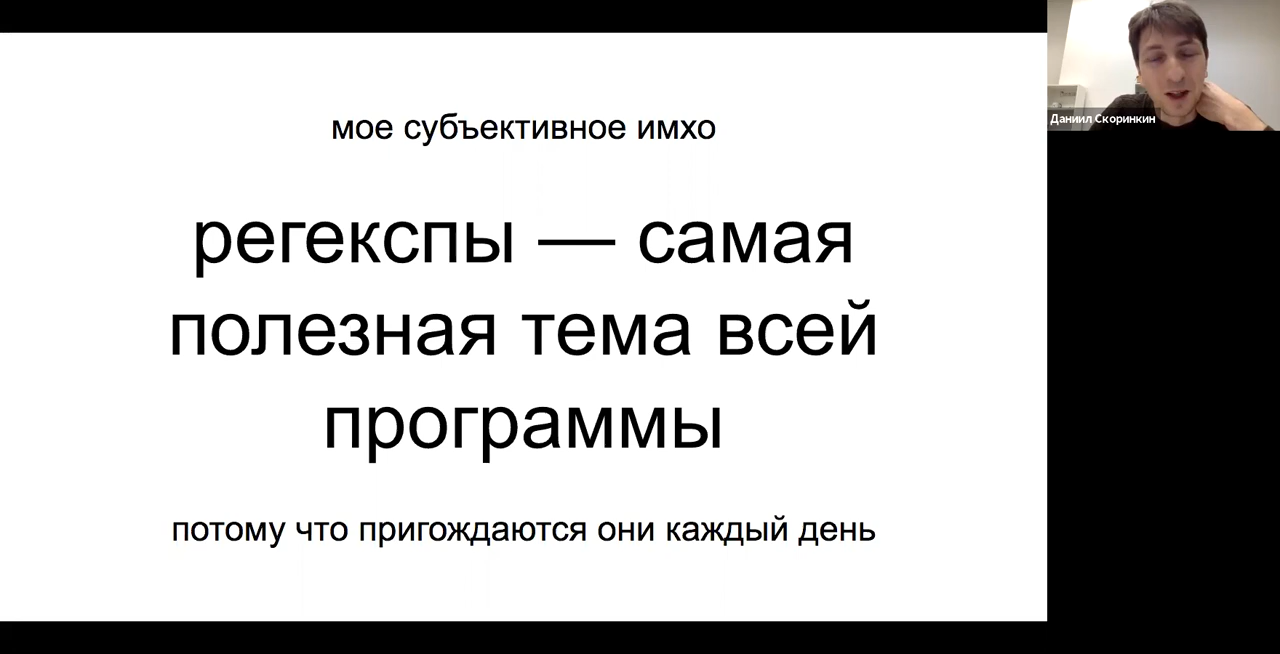 мое субъективное имхо
регекспы — самая
полезная тема всей
программы
потому что пригождаются они каждый день
Даниил Скоринкин